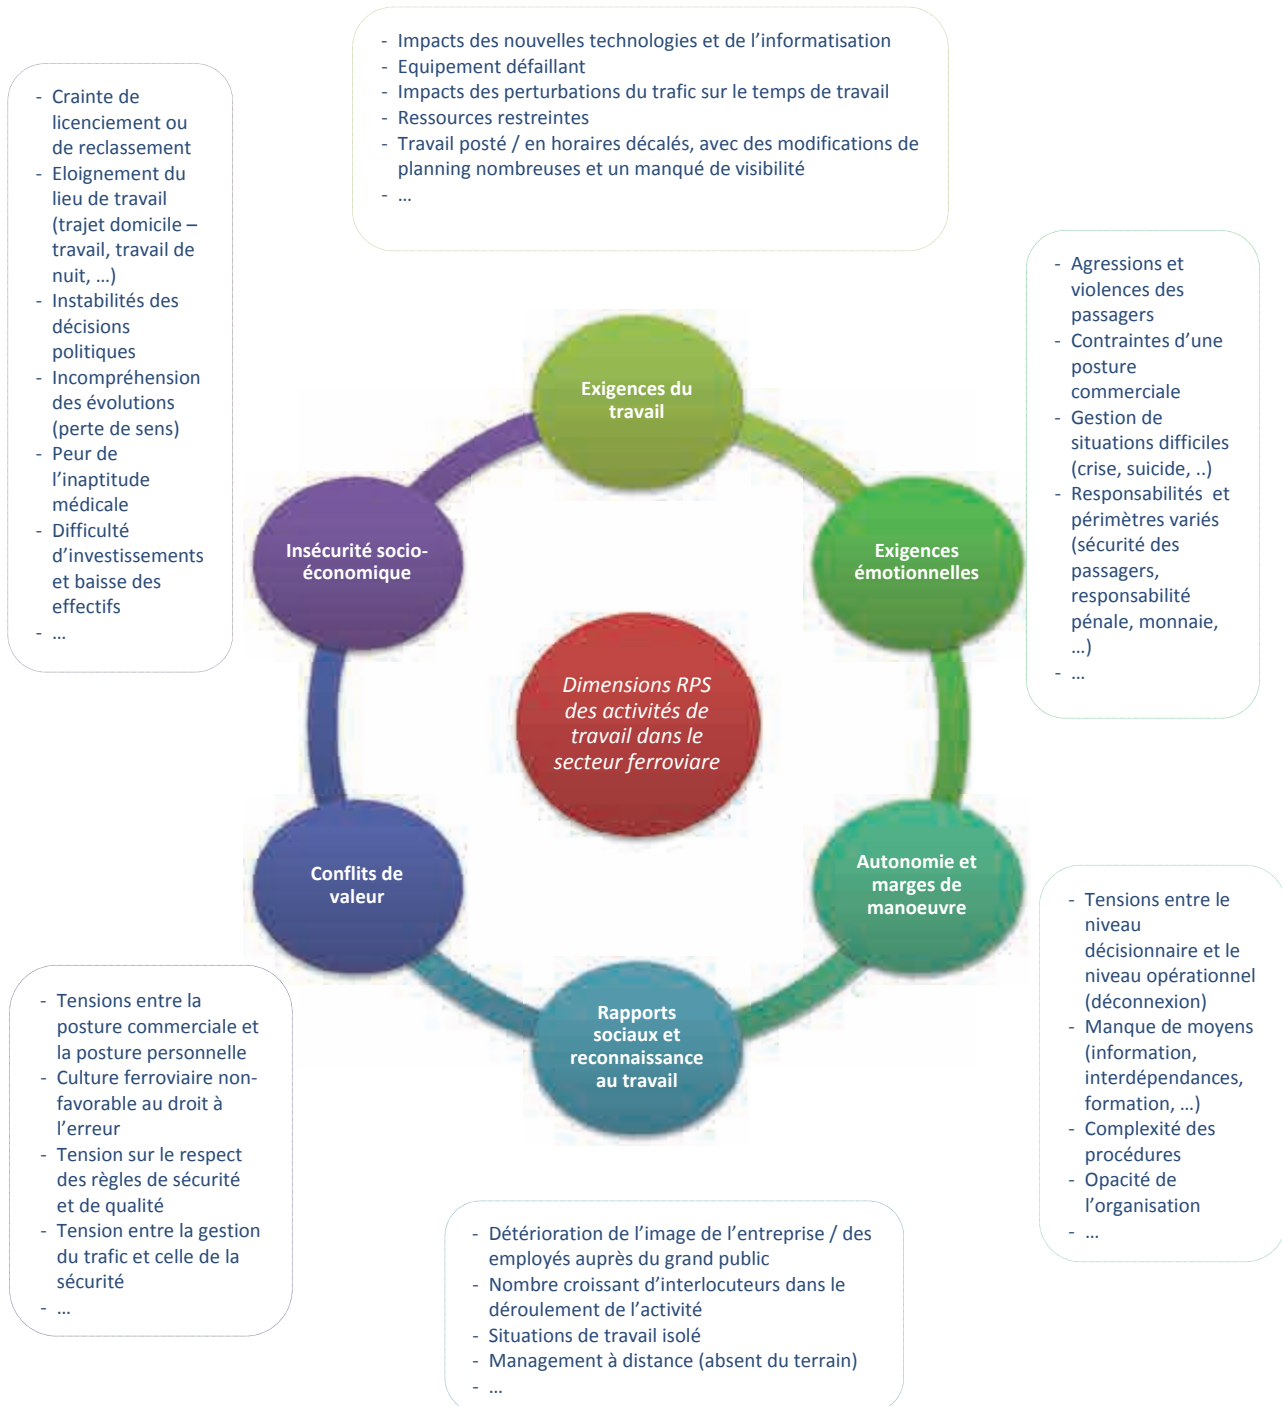 - Impacts des nouvelles technologies et de l’informatisation
- Equipement défaillant
- Impacts des perturbations du trafic sur le temps de travail
- Ressources restreintes
- Travail posté / en horaires décalés, avec des modifications de
planning nombreuses et un manqué de visibilité
- …
- Crainte de
licenciement ou
de reclassement
- Eloignement du
lieu de travail
(trajet domicile –
travail, travail de
nuit, …)
- Instabilités des
décisions
politiques
- Incompréhension
des évolutions
(perte de sens)
- Peur de
l’inaptitude
médicale
- Difficulté
d’investissements
et baisse des
effectifs
- …
- Agressions et
violences des
passagers
- Contraintes d’une
posture
commerciale
- Gestion de
situations difficiles
(crise, suicide, ..)
- Responsabilités et
périmètres variés
(sécurité des
passagers,
responsabilité
pénale, monnaie,
…)
- …
Exigences du
travail
Insécurité socio-
économique
Exigences
émotionnelles
Dimensions RPS
des activités de
travail dans le
secteur ferroviare
Conflits de
valeur
Autonomie et
marges de
manoeuvre
Rapports
sociaux et
reconnaissance
au travail
- Tensions entre le
niveau
décisionnaire et le
niveau opérationnel
(déconnexion)
- Manque de moyens
(information,
interdépendances,
formation, …)
- Complexité des
procédures
- Opacité de
l’organisation
- …
- Tensions entre la
posture commerciale et
la posture personnelle
- Culture ferroviaire non-
favorable au droit à
l’erreur
- Tension sur le respect
des règles de sécurité
et de qualité
- Tension entre la gestion
du trafic et celle de la
sécurité
- …
- Détérioration de l’image de l’entreprise / des
employés auprès du grand public
- Nombre croissant d’interlocuteurs dans le
déroulement de l’activité
- Situations de travail isolé
- Management à distance (absent du terrain)
- …